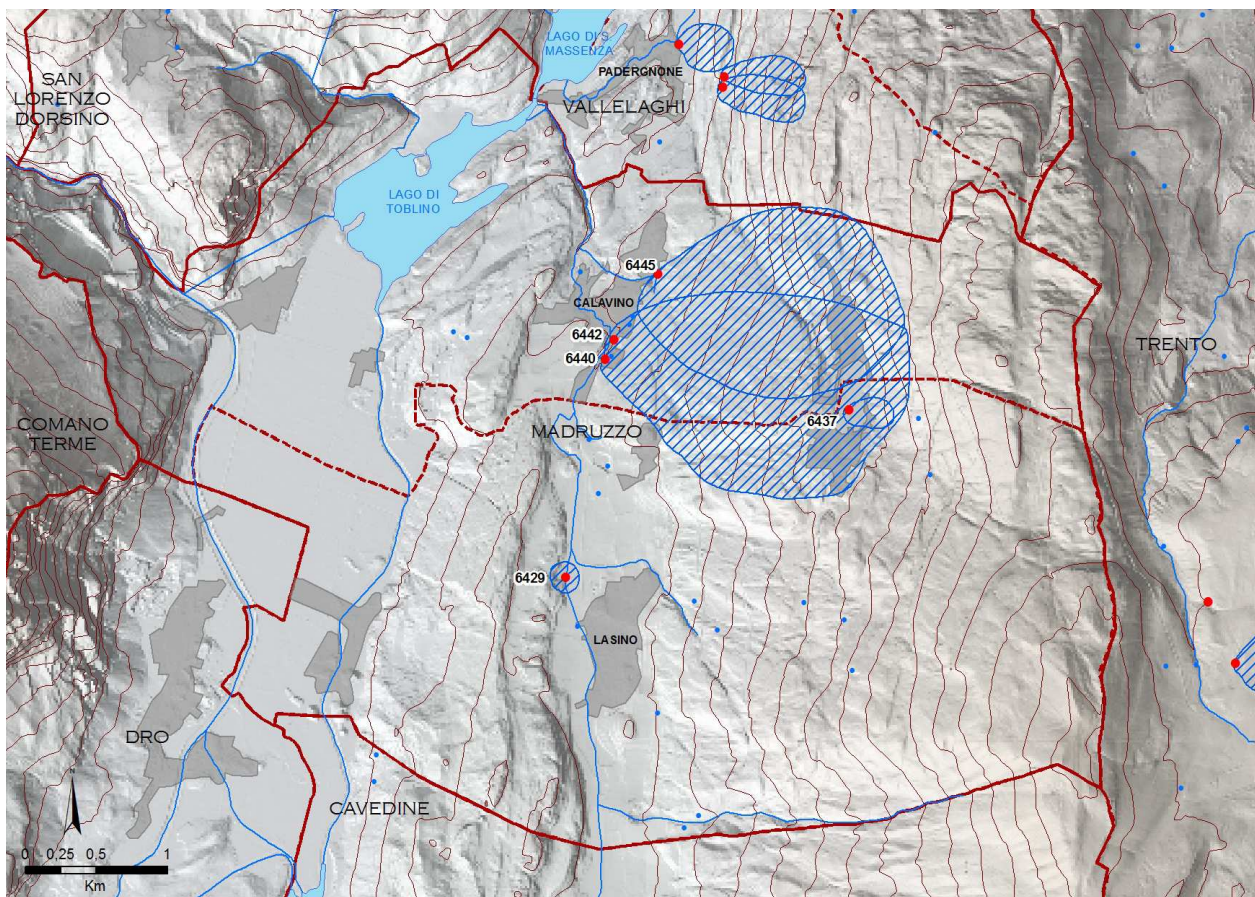 LAGO DI S.
MASSENZA
PADERGNONE
VALLELAGHI
SAN
LORENZO
DORSINO
LAGO DI
TOBLINO
6445
CALAVINO
6442
6440
TRENTO
COMANO
TERME
MADRUZZO
6437
6429
LASINO
DRO
CAVEDINE
N
0 0,25 0,5 1
Km